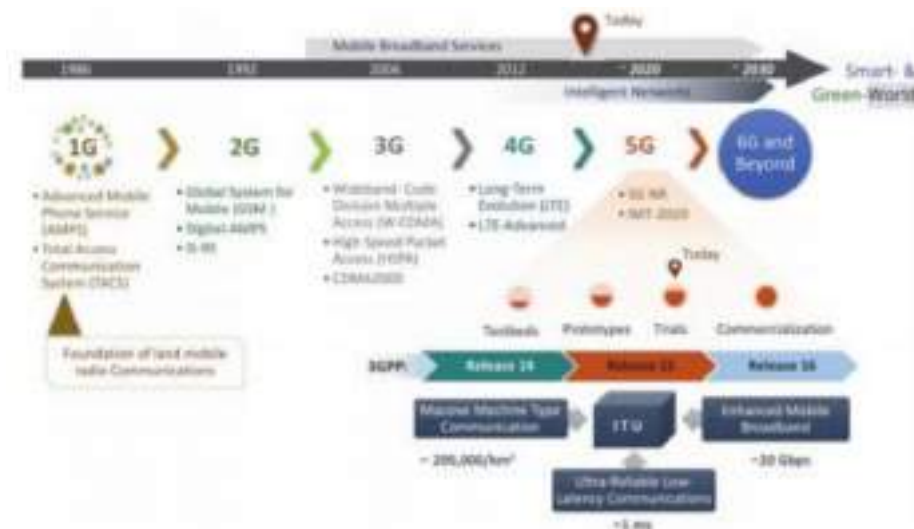 Today
Mobile Broadband Services
1986 1992 2006 2012 ~ 2020 ~ 2030
Intelligent Networks
Smart- &
Green-World
1G
2G
3G
4G
5G
6G and
Beyond
• Advanced Mobile
Phone Service
(AMPS)
• Total Access
Communication
System (TACS)
• Global System for
Mobile (GSM )
• Digital-AMPS
• IS-95
• Wideband- Code
Division Multiple
Access (W-CDMA)
• High Speed Packet
Access (HSPA)
• CDMA2000
• Long-Term
Evolution (LTE)
• LTE-Advanced
• 5G NR
• IMT-2020
Today
Testbeds
Prototypes
Trials
Commercialization
Foundation of land mobile
radio Communications
3GPP:
Release 14
Release 15
Release 16
Massive Machine Type
Communication
ITU
Enhanced Mobile
Broadband
~ 200,000/km²
~20 Gbps
Ultra-Reliable Low-
Latency Communications
~1 ms